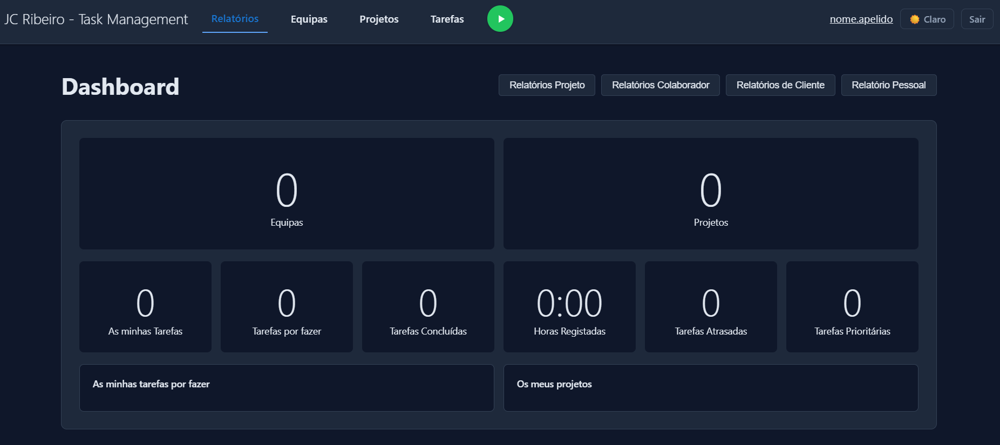 JC Ribeiro - Task Management
Relatórios
Equipas
Projetos
Tarefas
nome.apelido
Claro
Sair
Dashboard
Relatórios Projeto
Relatórios Colaborador
Relatórios de Cliente
Relatório Pessoal
0
Equipas
0
Projetos
0
As minhas Tarefas
0
Tarefas por fazer
0
Tarefas Concluídas
0:00
Horas Registadas
0
Tarefas Atrasadas
0
Tarefas Prioritárias
As minhas tarefas por fazer
Os meus projetos